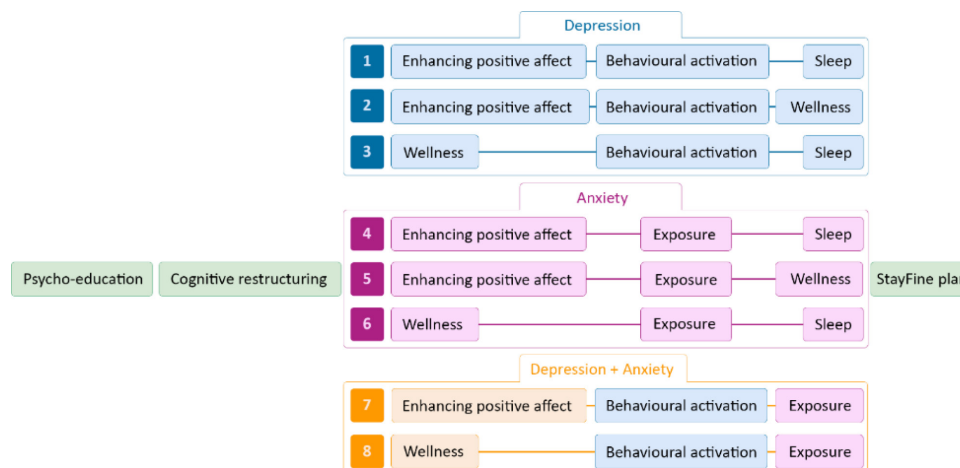 Depression
1 Enhancing positive affect Behavioural activation Sleep
2 Enhancing positive affect Behavioural activation Wellness
3 Wellness Behavioural activation Sleep
Anxiety
4 Enhancing positive affect Exposure Sleep
Psycho-education Cognitive restructuring 5 Enhancing positive affect Exposure Wellness StayFine plan
6 Wellness Exposure Sleep
Depression + Anxiety
7 Enhancing positive affect Behavioural activation Exposure
8 Wellness Behavioural activation Exposure